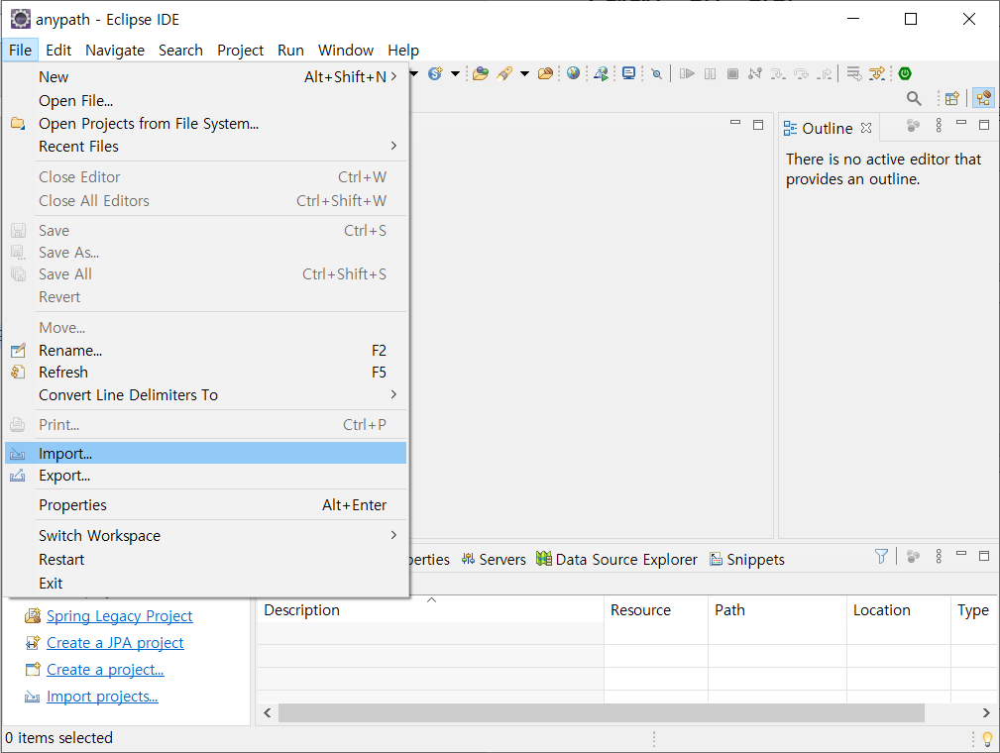 anypath - Eclipse IDE
File Edit Navigate Search Project Run Window Help
New Alt+Shift+N
Open File...
Open Projects from File System...
Recent Files
Close Editor Ctrl+W
Close All Editors Ctrl+Shift+W
Save Ctrl+S
Save As...
Save All Ctrl+Shift+S
Revert
Move...
Rename... F2
Refresh F5
Convert Line Delimiters To
Print... Ctrl+P
Import...
Export...
Properties Alt+Enter
Switch Workspace
Restart
Exit
Outline
There is no active editor that
provides an outline.
perties Servers Data Source Explorer Snippets
Description Resource Path Location Type
Spring Legacy Project
Create a JPA project
Create a project...
Import projects...
0 items selected